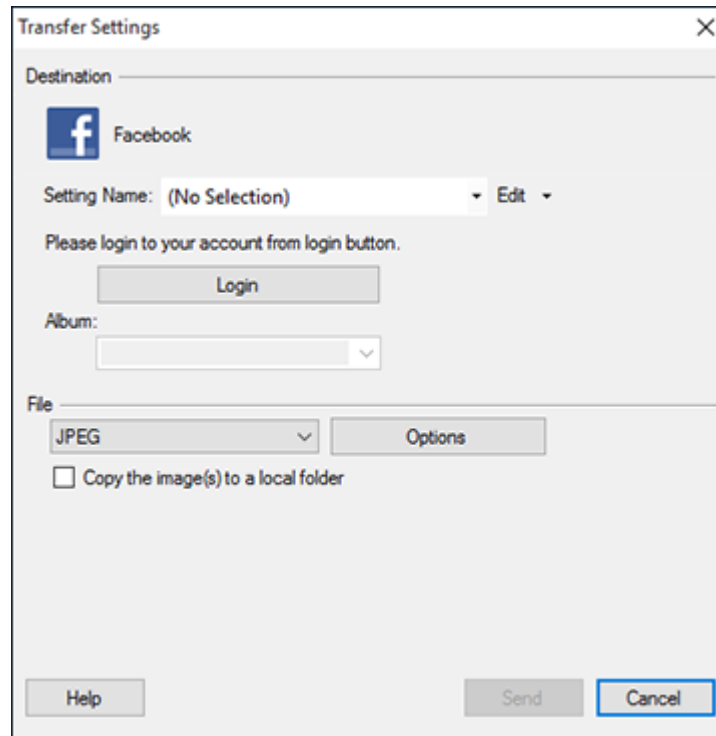 Transfer Settings
Destination
f Facebook
Setting Name: (No Selection) Edit
Please login to your account from login button.
Login
Album:
File
JPEG Options
Copy the image(s) to a local folder
Help Send Cancel